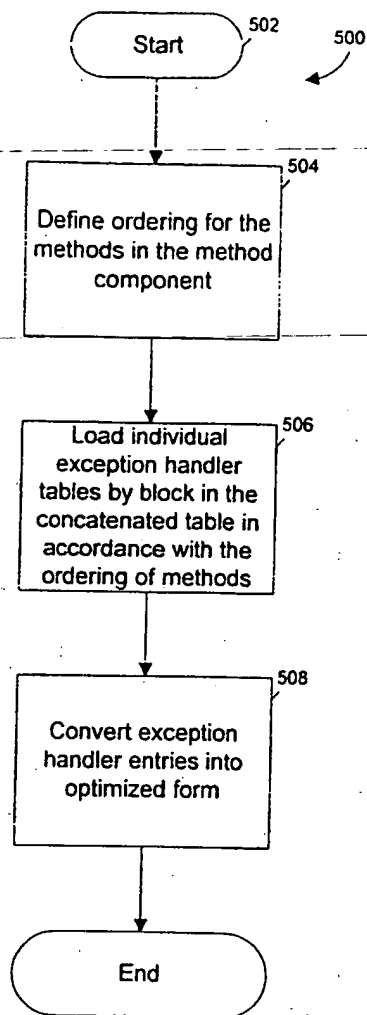 Start
502
500
504
Define ordering for the
methods in the method
component
506
Load individual
exception handler
tables by block in the
concatenated table in
accordance with the
ordering of methods
508
Convert exception
handler entries into
optimized form
End